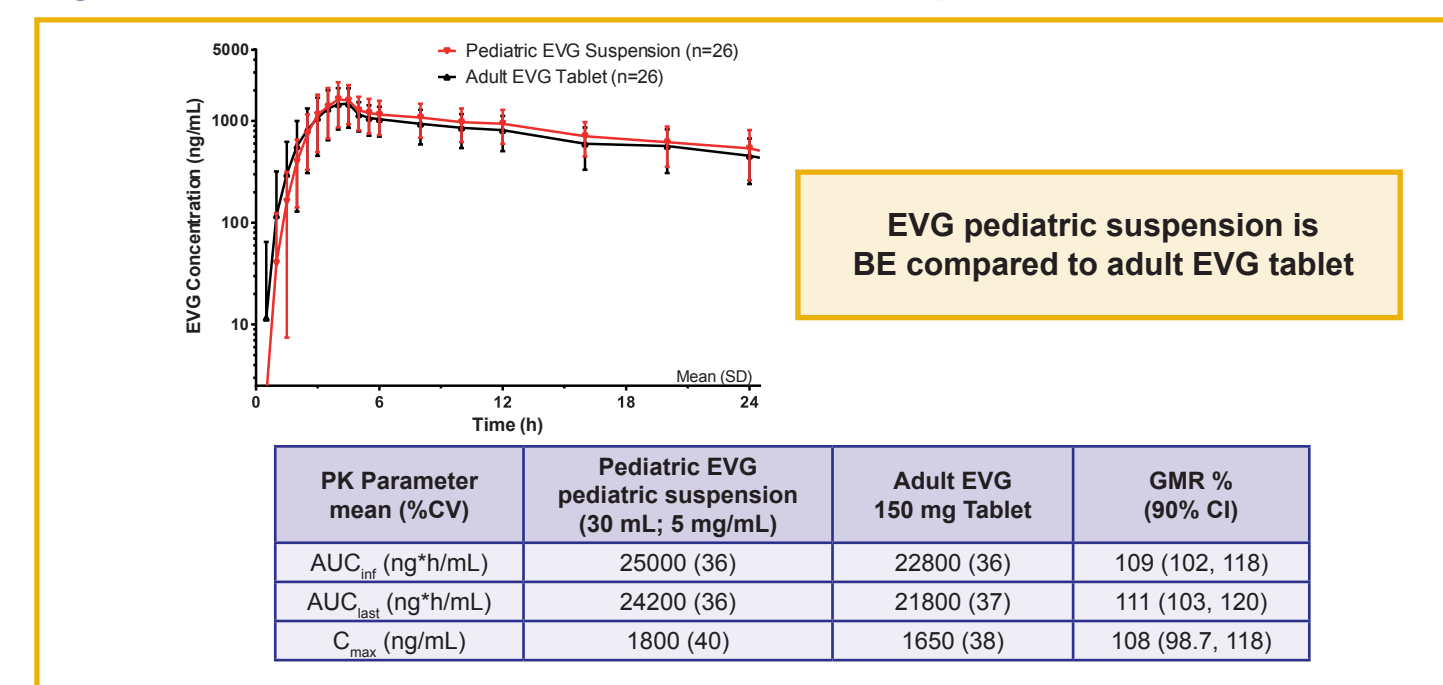 Pediatric EVG Suspension (n=26)
Adult EVG Tablet (n=26)
EVG Concentration (ng/mL)
5000
1000
100
10
Mean (SD)
0 6 12 18 24
Time (h)
EVG pediatric suspension is
BE compared to adult EVG tablet
PK Parameter
mean (%CV)
Pediatric EVG
pediatric suspension
(30 mL; 5 mg/mL)
Adult EVG
150 mg Tablet
GMR %
(90% CI)
AUCinf (ng*h/mL) 25000 (36) 22800 (36) 109 (102, 118)
AUClast (ng*h/mL) 24200 (36) 21800 (37) 111 (103, 120)
Cmax (ng/mL) 1800 (40) 1650 (38) 108 (98.7, 118)